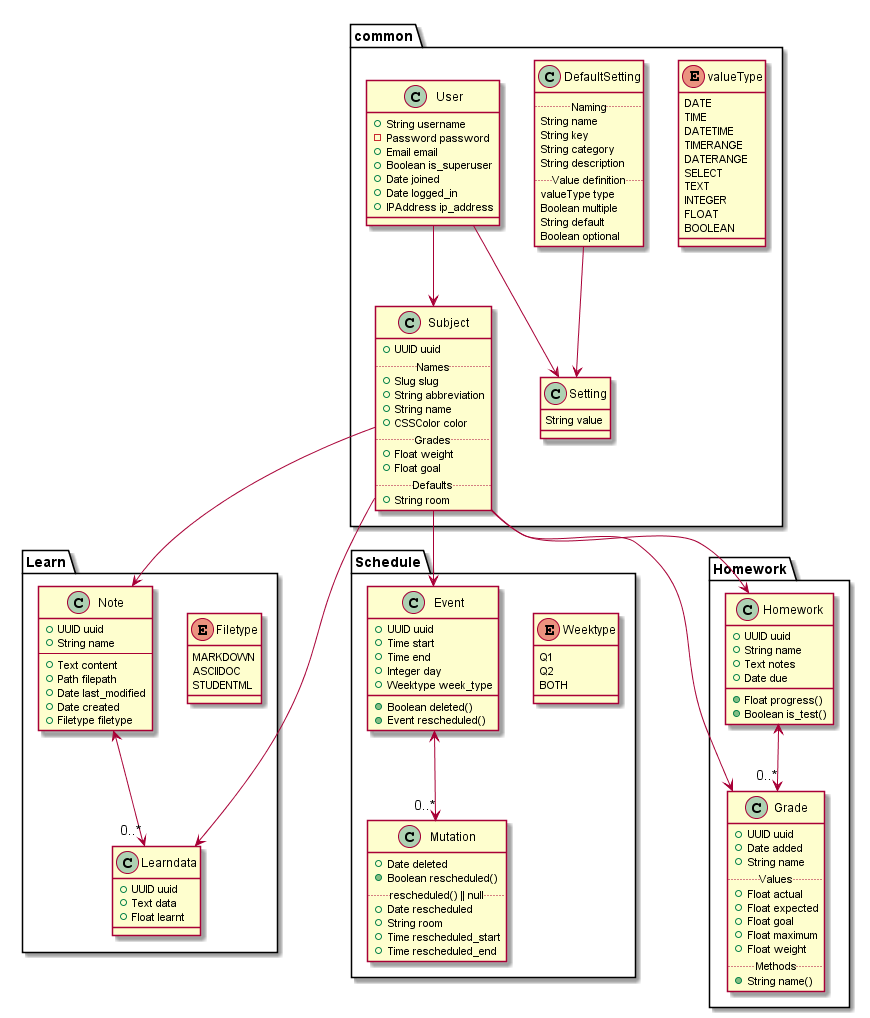 common
C User
String username
Password password
Email email
Boolean is_superuser
Date joined
Date logged_in
IPAddress ip_address
C DefaultSetting
Naming
String name
String key
String category
String description
Value definition
valueType type
Boolean multiple
String default
Boolean optional
E valueType
DATE
TIME
DATETIME
TIMERANGE
DATERANGE
SELECT
TEXT
INTEGER
FLOAT
BOOLEAN
C Subject
UUID uuid
Names
Slug slug
String abbreviation
String name
CSSColor color
Grades
Float weight
Float goal
Defaults
String room
C Setting
String value
Learn
C Note
UUID uuid
String name
Text content
Path filepath
Date last_modified
Date created
Filetype filetype
E Filetype
MARKDOWN
ASCIIDOC
STUDENTML
0..*
C Learndata
UUID uuid
Text data
Float learnt
Schedule
C Event
UUID uuid
Time start
Time end
Integer day
Weektype week_type
Boolean deleted()
Event rescheduled()
E Weektype
Q1
Q2
BOTH
0..*
C Mutation
Date deleted
Boolean rescheduled()
rescheduled() || null
Date rescheduled
String room
Time rescheduled_start
Time rescheduled_end
Homework
C Homework
UUID uuid
String name
Text notes
Date due
Float progress()
Boolean is_test()
0..*
C Grade
UUID uuid
Date added
String name
Values
Float actual
Float expected
Float goal
Float maximum
Float weight
Methods
String name()